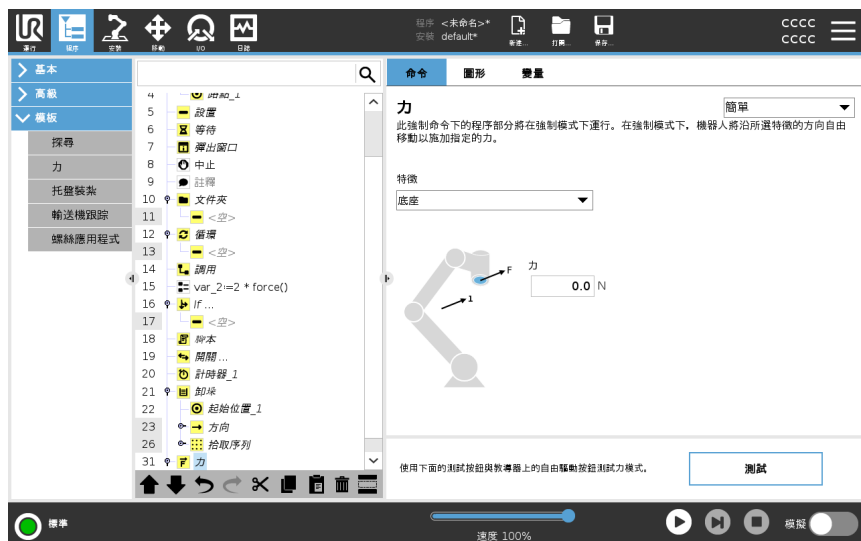 程序 <未命名>*
安裝 default*
CCCC
CCCC
運行
程序
安裝
移動
I/O
日誌
新建...
打開...
保存...
基本
高級
模板
探尋
力
托盤裝紮
輸送機跟踪
螺絲應用程式
4 路點_1
5 設置
6 等待
7 彈出窗口
8 中止
9 註釋
10 文件夾
11 <空>
12 循環
13 <空>
14 調用
15 var_2≔2 * force()
16 If ...
17 <空>
18 腳本
19 開關 ...
20 計時器_1
21 卸垛
22 起始位置_1
23 方向
26 拾取序列
31 力
命令
圖形
變量
力
簡單
此強制命令下的程序部分將在強制模式下運行。在強制模式下，機器人將沿所選特徵的方向自由
移動以施加指定的力。
特徵
底座
F
1
力
0.0 N
使用下面的測試按鈕與教導器上的自由驅動按鈕測試力模式。
測試
標準
速度 100%
模擬